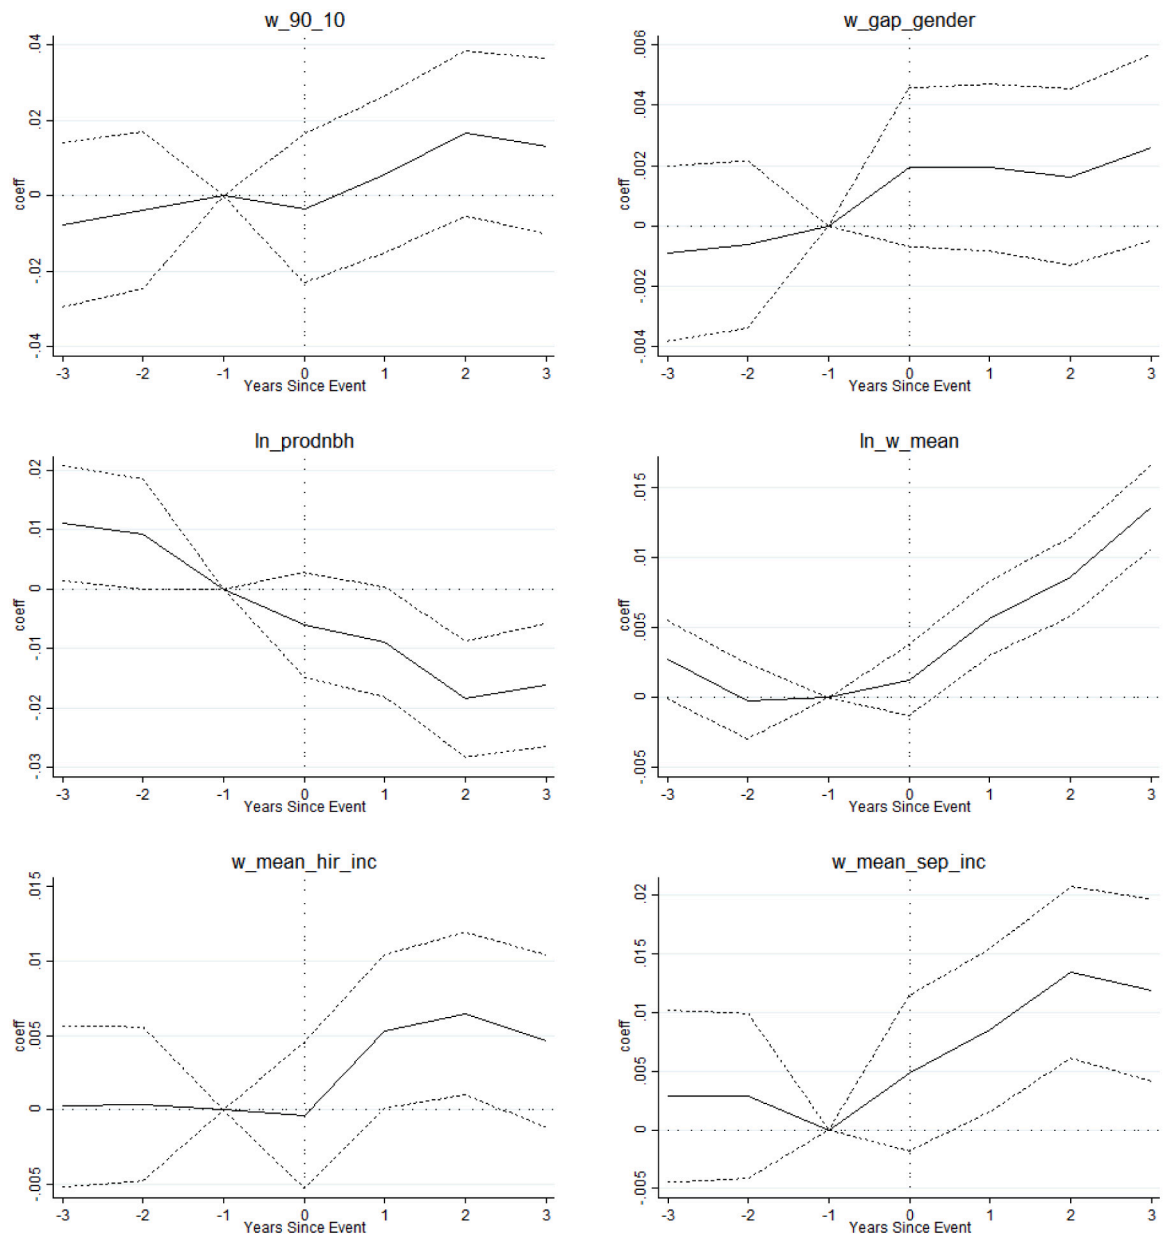 w_90_10
.04
.02
0
-.02
-.04
coeff
-3 -2 -1 0 1 2 3
Years Since Event
w_gap_gender
.006
.004
.002
0
-.002
-.004
coeff
-3 -2 -1 0 1 2 3
Years Since Event
ln_prodnbh
.02
.01
0
-.01
-.02
-.03
coeff
-3 -2 -1 0 1 2 3
Years Since Event
ln_w_mean
.015
.01
.005
0
-.005
coeff
-3 -2 -1 0 1 2 3
Years Since Event
w_mean_hir_inc
.015
.01
.005
0
-.005
coeff
-3 -2 -1 0 1 2 3
Years Since Event
w_mean_sep_inc
.02
.015
.01
.005
0
-.005
coeff
-3 -2 -1 0 1 2 3
Years Since Event